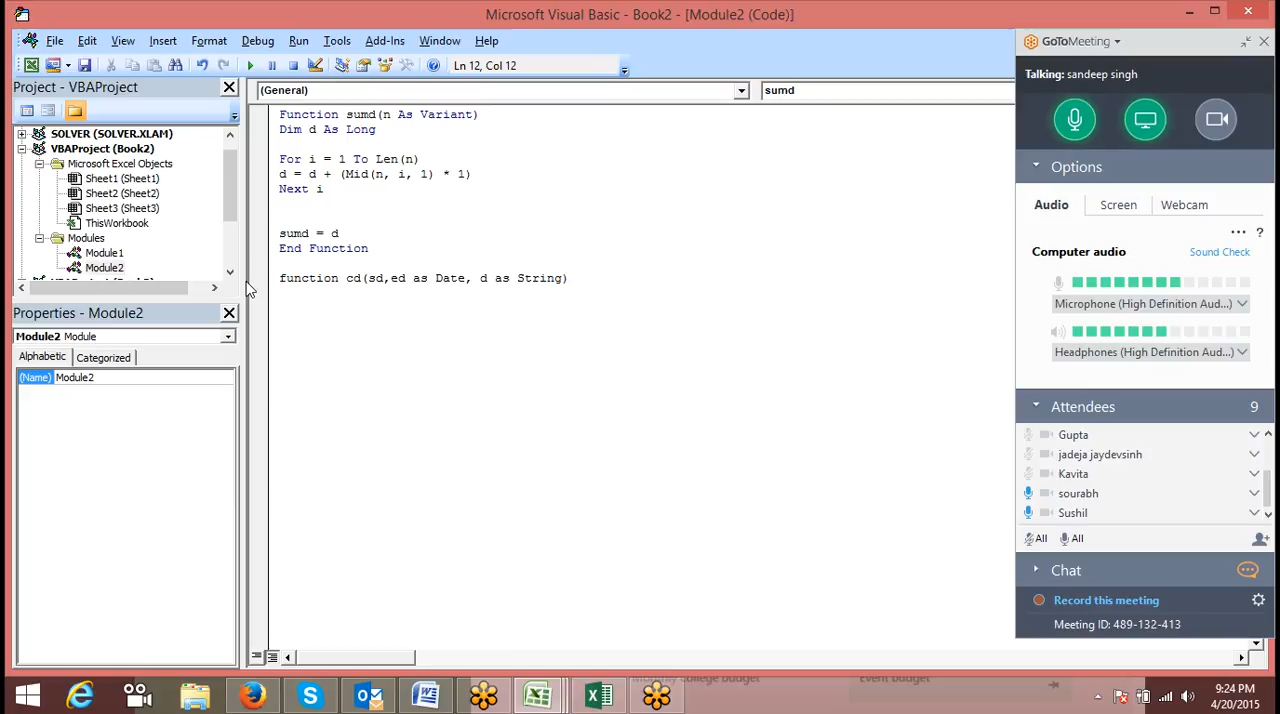 Microsoft Visual Basic - Book2 - [Module2 (Code)]
File Edit View Insert Format Debug Run Tools Add-Ins Window Help
Ln 12, Col 12
Project - VBAProject
SOLVER (SOLVER.XLAM)
VBAProject (Book2)
Microsoft Excel Objects
Sheet1 (Sheet1)
Sheet2 (Sheet2)
Sheet3 (Sheet3)
ThisWorkbook
Modules
Module1
Module2
Properties - Module2
Module2 Module
Alphabetic Categorized
(Name) Module2
(General) sumd
Function sumd(n As Variant)
Dim d As Long
For i = 1 To Len(n)
d = d + (Mid(n, i, 1) * 1)
Next i
sumd = d
End Function
function cd(sd,ed as Date, d as String)
GoToMeeting
Talking: sandeep singh
Options
Audio Screen Webcam
... ?
Computer audio Sound Check
Microphone (High Definition Aud...)
Headphones (High Definition Aud...)
Attendees 9
Gupta
jadeja jaydevsinh
Kavita
sourabh
Sushil
All All
Chat
Record this meeting
Meeting ID: 489-132-413
Monthly College budget Event budget
9:24 PM
4/20/2015